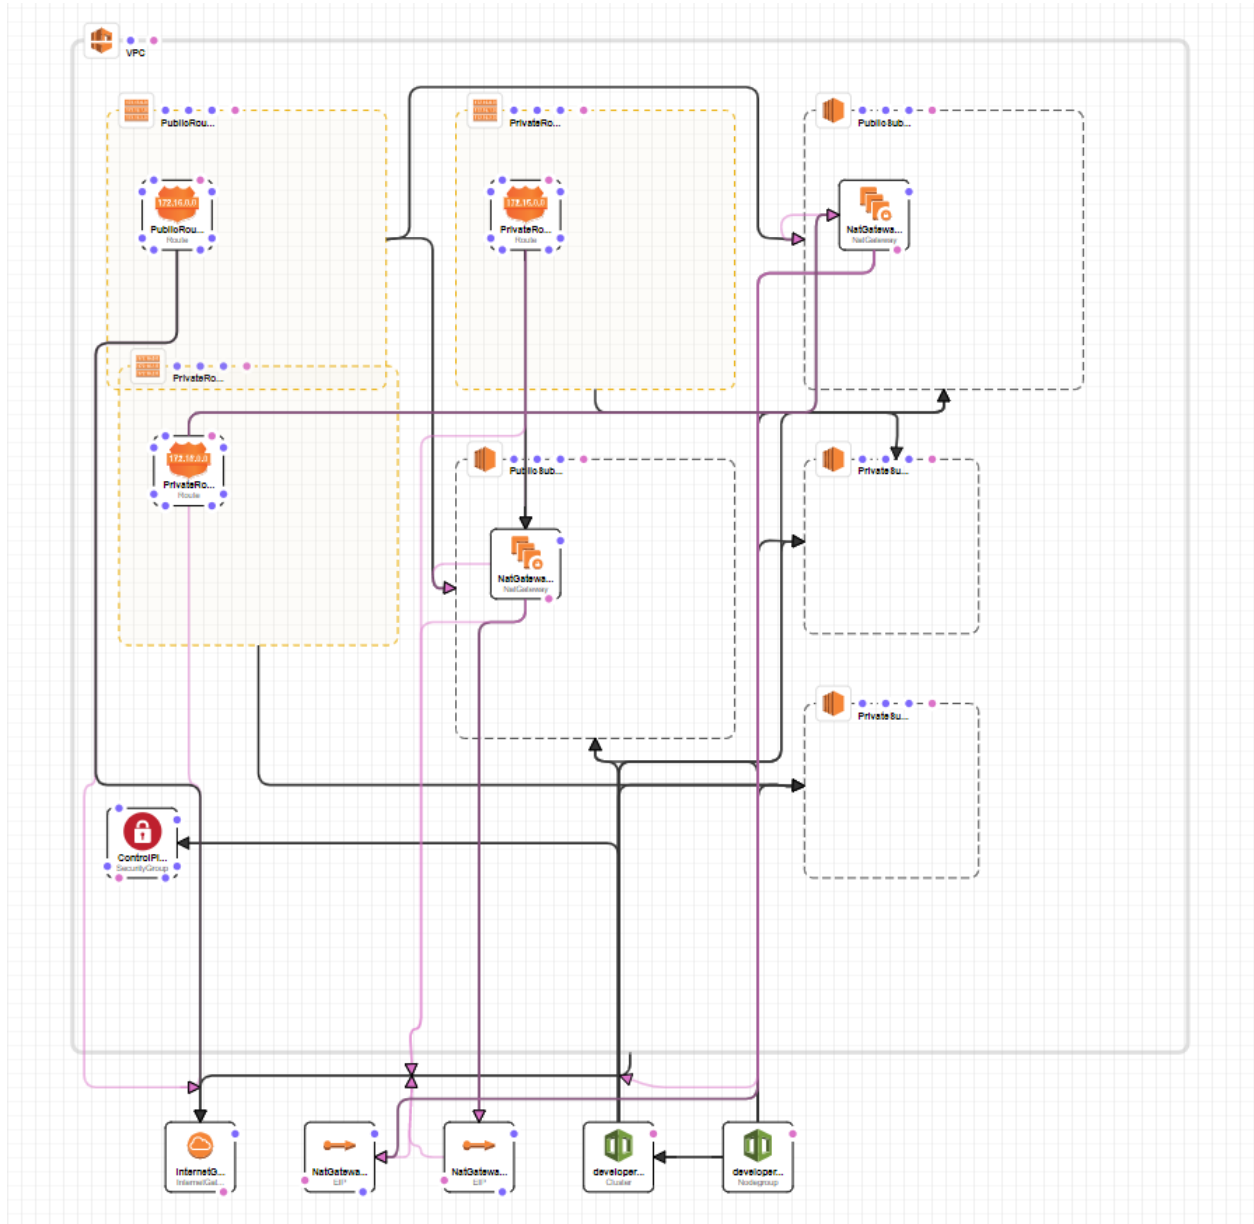 VPC
PublicRou...
PrivateRo...
PublicSub...
172.16.0.0
PublicRou...
Route
172.16.0.0
PrivateRo...
Route
NatGatewa...
NatGateway
PrivateRo...
172.16.0.0
PrivateRo...
Route
PublicSub...
PrivateSu...
NatGatewa...
NatGateway
PrivateSu...
ControlPl...
SecurityGroup
InternetG...
InternetGat...
NatGatewa...
EIP
NatGatewa...
EIP
developer...
Cluster
developer...
Nodegroup